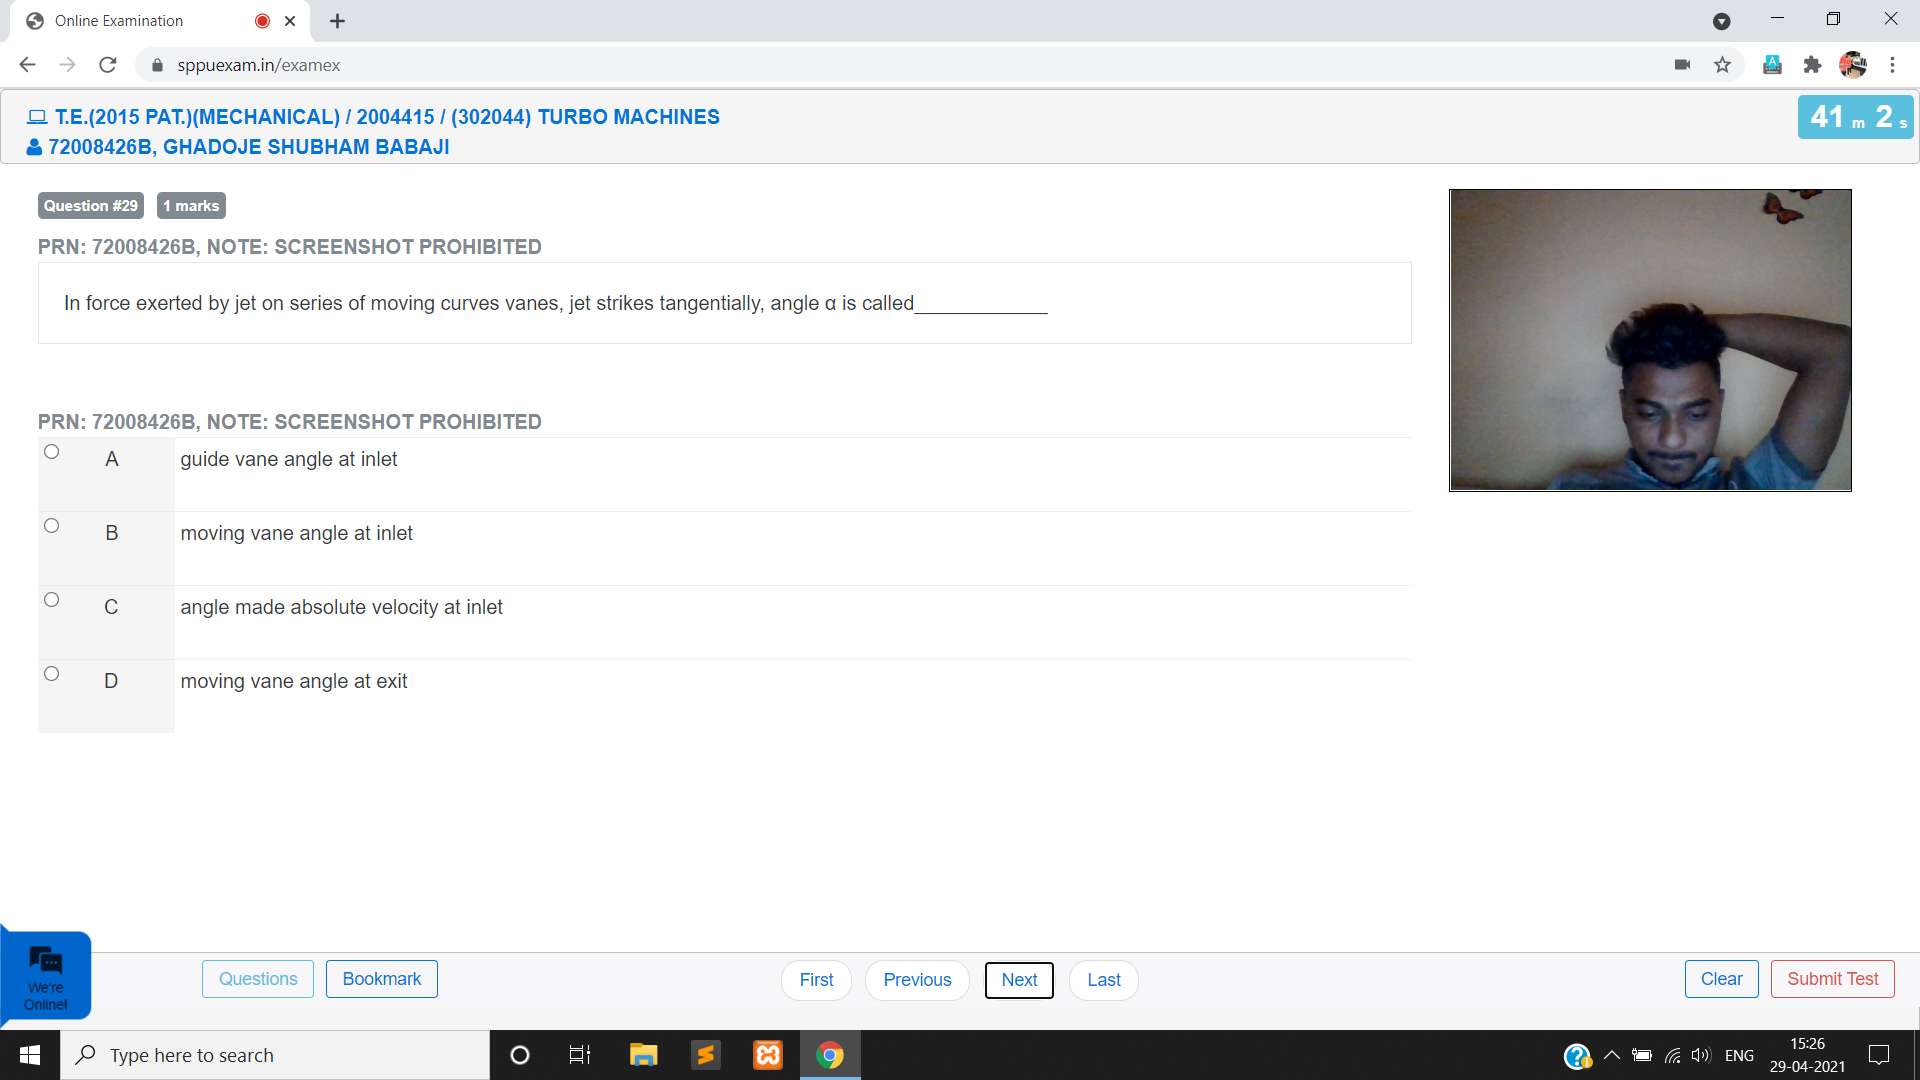 Online Examination
sppuexam.in/examex
T.E.(2015 PAT.)(MECHANICAL) / 2004415 / (302044) TURBO MACHINES
41 m 2 s
72008426B, GHADOJE SHUBHAM BABAJI
Question #29 1 marks
PRN: 72008426B, NOTE: SCREENSHOT PROHIBITED
In force exerted by jet on series of moving curves vanes, jet strikes tangentially, angle α is called____________
PRN: 72008426B, NOTE: SCREENSHOT PROHIBITED
A guide vane angle at inlet
B moving vane angle at inlet
C angle made absolute velocity at inlet
D moving vane angle at exit
We're
Online!
Questions Bookmark First Previous Next Last Clear Submit Test
Type here to search
ENG
15:26
29-04-2021